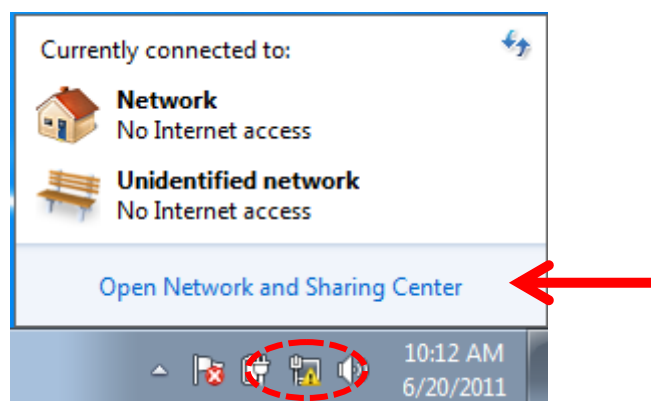 Currently connected to:
Network
No Internet access
Unidentified network
No Internet access
Open Network and Sharing Center
10:12 AM
6/20/2011